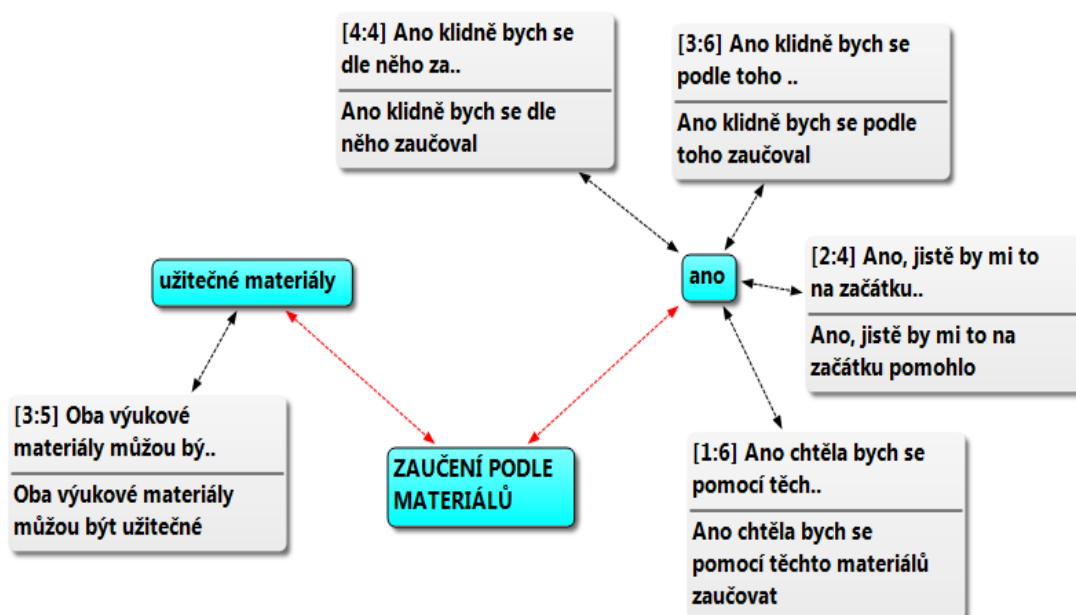 [4:4] Ano klidně bych se
dle něho za..
Ano klidně bych se dle
něho zaučoval
[3:6] Ano klidně bych se
podle toho ..
Ano klidně bych se podle
toho zaučoval
užitečné materiály
ano
[2:4] Ano, jistě by mi to
na začátku..
Ano, jistě by mi to na
začátku pomohlo
[3:5] Oba výukové
materiály můžou bý..
Oba výukové materiály
můžou být užitečné
ZAUČENÍ PODLE
MATERIÁLŮ
[1:6] Ano chtěla bych se
pomocí těch..
Ano chtěla bych se
pomocí těchto materiálů
zaučovat